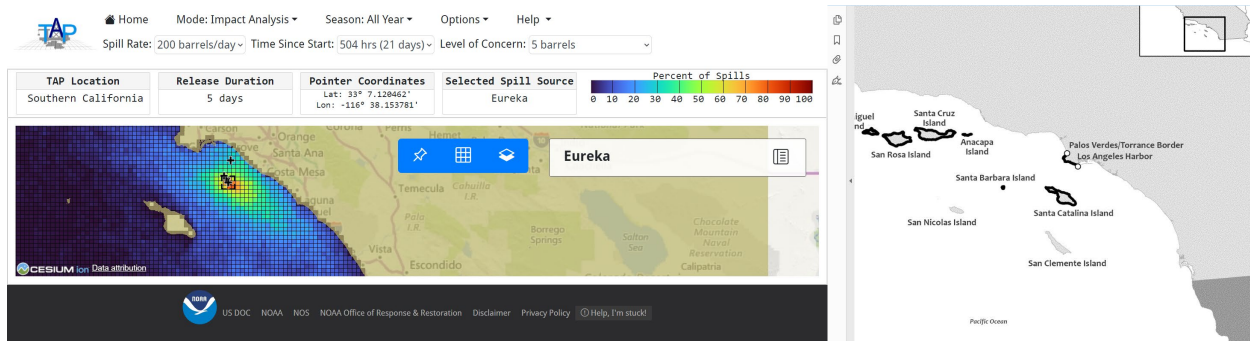 TAP
Home Mode: Impact Analysis Season: All Year Options Help
Spill Rate: 200 barrels/day Time Since Start: 504 hrs (21 days) Level of Concern: 5 barrels
TAP Location Release Duration Pointer Coordinates Selected Spill Source Percent of Spills
Southern California 5 days Lat: 33° 7.120462' Eureka
Lon: -116° 38.153781'
0 10 20 30 40 50 60 70 80 90 100
Carson
Orange
Corona
Perris
Hemet
Santa Ana
Costa Mesa
Eureka
Temecula
Cahuilla
I.R.
Laguna
Pala
I.R.
Borrego
Springs
Salton
Sea
Chocolate
Mountain
Naval
Reservation
Vista
Escondido
Calipatria
CESIUM ion Data attribution
NOAA
US DOC NOAA NOS NOAA Office of Response & Restoration Disclaimer Privacy Policy Help, I'm stuck!
Santa Cruz
Island
Santa Rosa Island
Anacapa
Island
Palos Verdes/Torrance Border
Los Angeles Harbor
Santa Barbara Island
Santa Catalina Island
San Nicolas Island
San Clemente Island
Pacific Ocean